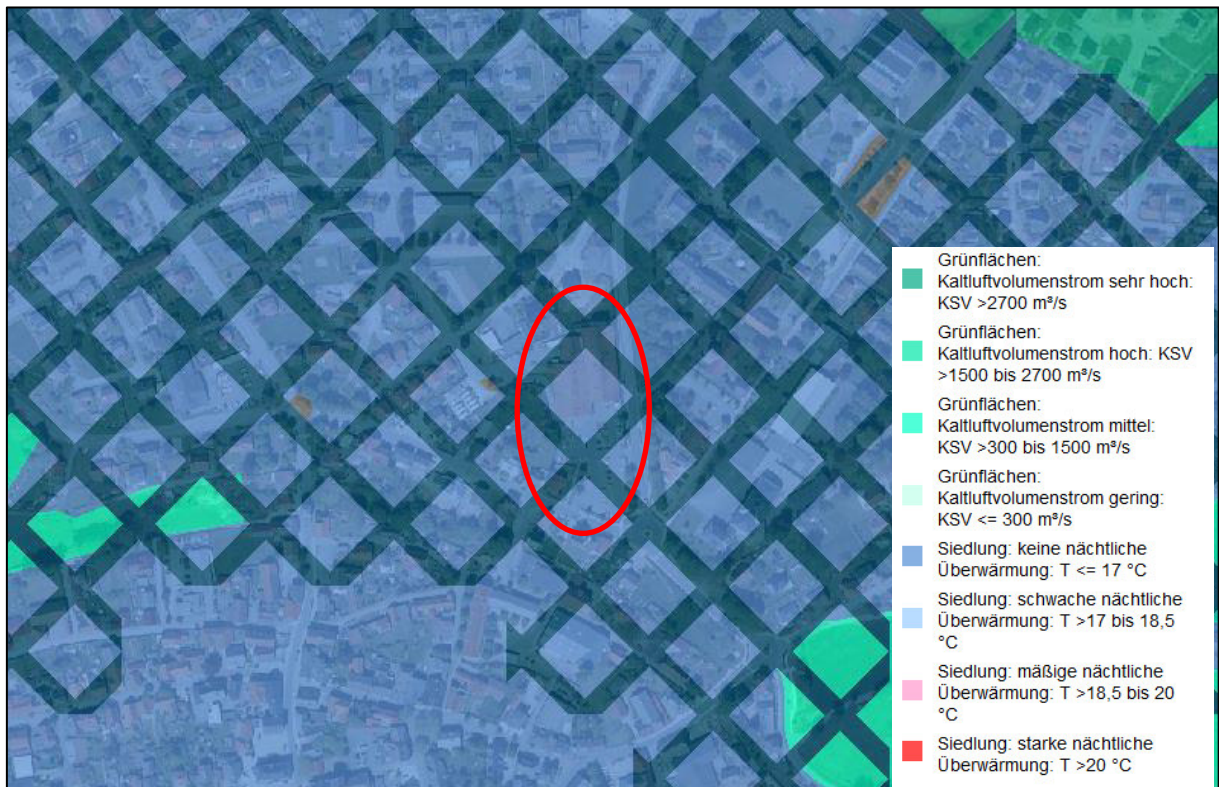 Grünflächen:
Kaltluftvolumenstrom sehr hoch:
KSV >2700 m³/s
Grünflächen:
Kaltluftvolumenstrom hoch: KSV
>1500 bis 2700 m³/s
Grünflächen:
Kaltluftvolumenstrom mittel:
KSV >300 bis 1500 m³/s
Grünflächen:
Kaltluftvolumenstrom gering:
KSV <= 300 m³/s
Siedlung: keine nächtliche
Überwärmung: T <= 17 °C
Siedlung: schwache nächtliche
Überwärmung: T >17 bis 18,5
°C
Siedlung: mäßige nächtliche
Überwärmung: T >18,5 bis 20
°C
Siedlung: starke nächtliche
Überwärmung: T >20 °C